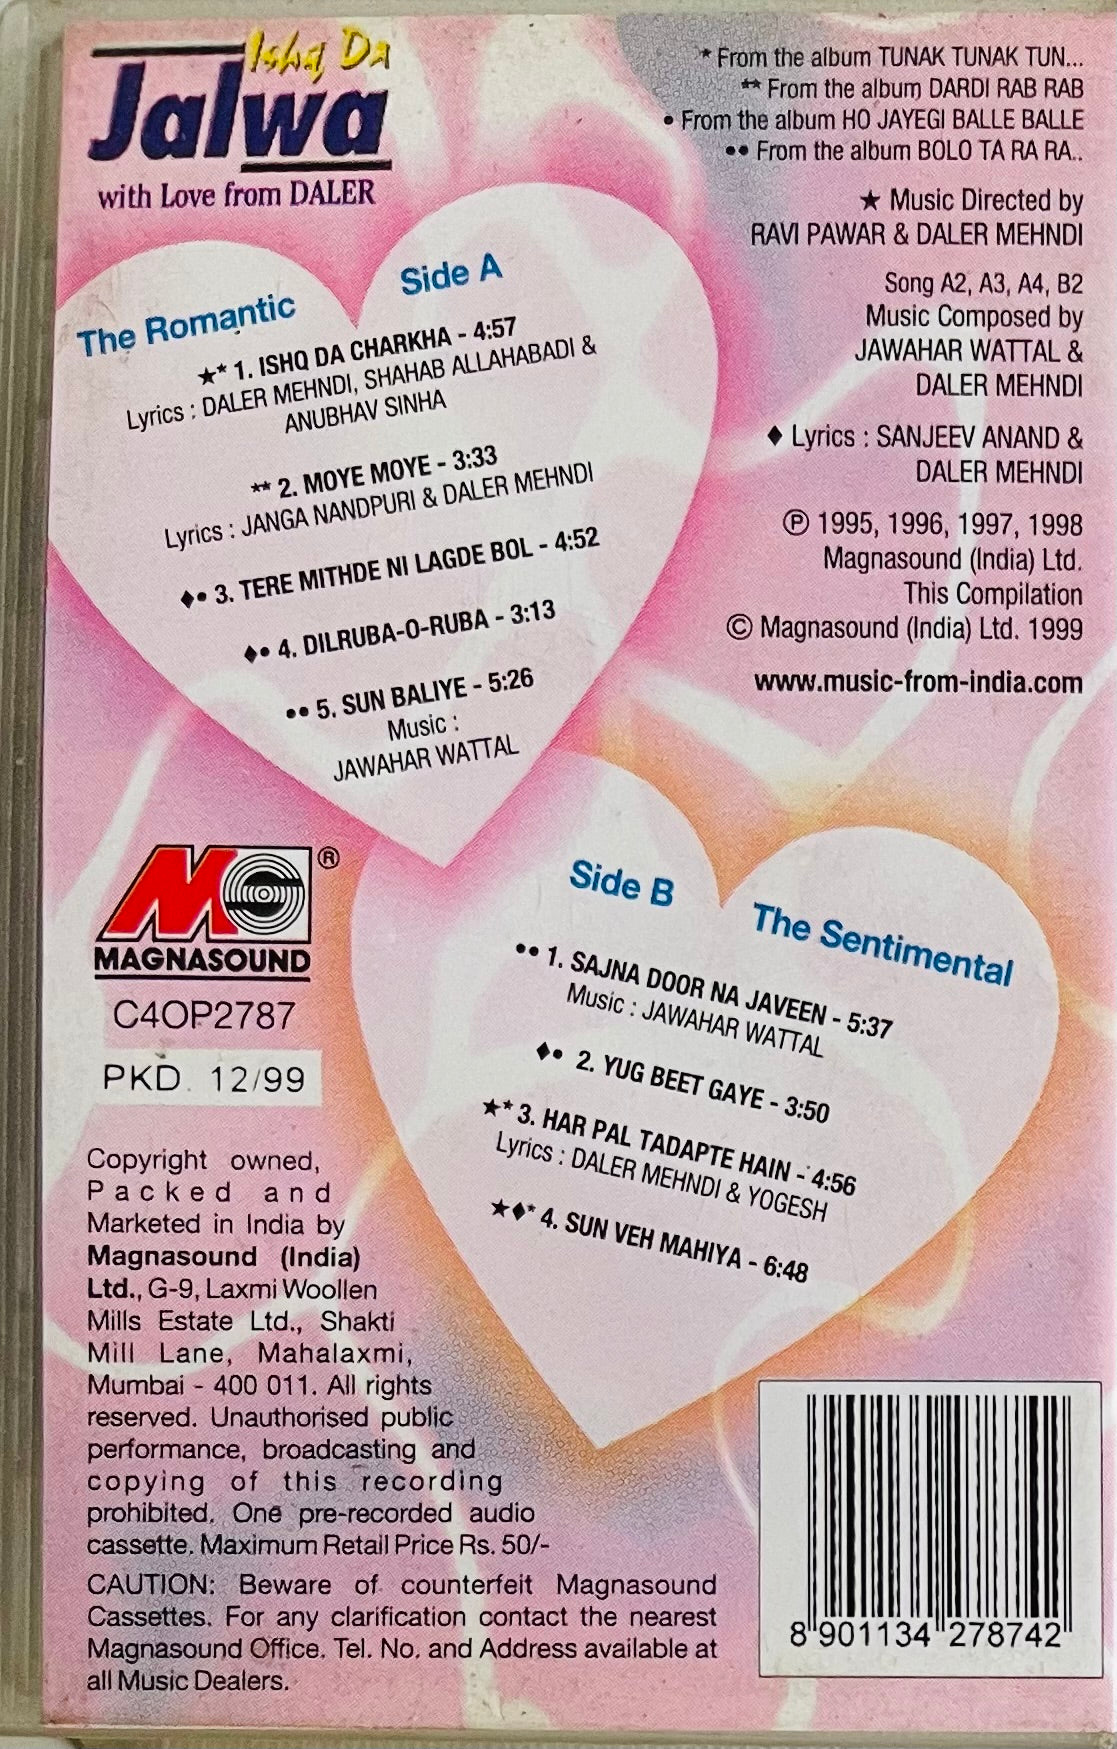 Ishq Da
Jalwa
with Love from DALER
* From the album TUNAK TUNAK TUN...
** From the album DARDI RAB RAB
• From the album HO JAYEGI BALLE BALLE
•• From the album BOLO TA RA RA..
★ Music Directed by
RAVI PAWAR & DALER MEHNDI
Song A2, A3, A4, B2
Music Composed by
JAWAHAR WATTAL &
DALER MEHNDI
♦ Lyrics : SANJEEV ANAND &
DALER MEHNDI
℗ 1995, 1996, 1997, 1998
Magnasound (India) Ltd.
This Compilation
© Magnasound (India) Ltd. 1999
www.music-from-india.com
The Romantic Side A
★* 1. ISHQ DA CHARKHA - 4:57
Lyrics : DALER MEHNDI, SHAHAB ALLAHABADI &
ANUBHAV SINHA
** 2. MOYE MOYE - 3:33
Lyrics : JANGA NANDPURI & DALER MEHNDI
♦• 3. TERE MITHDE NI LAGDE BOL - 4:52
♦• 4. DILRUBA-O-RUBA - 3:13
•• 5. SUN BALIYE - 5:26
Music :
JAWAHAR WATTAL
Side B The Sentimental
•• 1. SAJNA DOOR NA JAVEEN - 5:37
Music : JAWAHAR WATTAL
♦• 2. YUG BEET GAYE - 3:50
★* 3. HAR PAL TADAPTE HAIN - 4:56
Lyrics : DALER MEHNDI & YOGESH
★♦* 4. SUN VEH MAHIYA - 6:48
MG ®
MAGNASOUND
C4OP2787
PKD. 12/99
Copyright owned,
Packed and
Marketed in India by
Magnasound (India)
Ltd., G-9, Laxmi Woollen
Mills Estate Ltd., Shakti
Mill Lane, Mahalaxmi,
Mumbai - 400 011. All rights
reserved. Unauthorised public
performance, broadcasting and
copying of this recording
prohibited. One pre-recorded audio
cassette. Maximum Retail Price Rs. 50/-
CAUTION: Beware of counterfeit Magnasound
Cassettes. For any clarification contact the nearest
Magnasound Office. Tel. No. and Address available at
all Music Dealers.
8 901134 278742